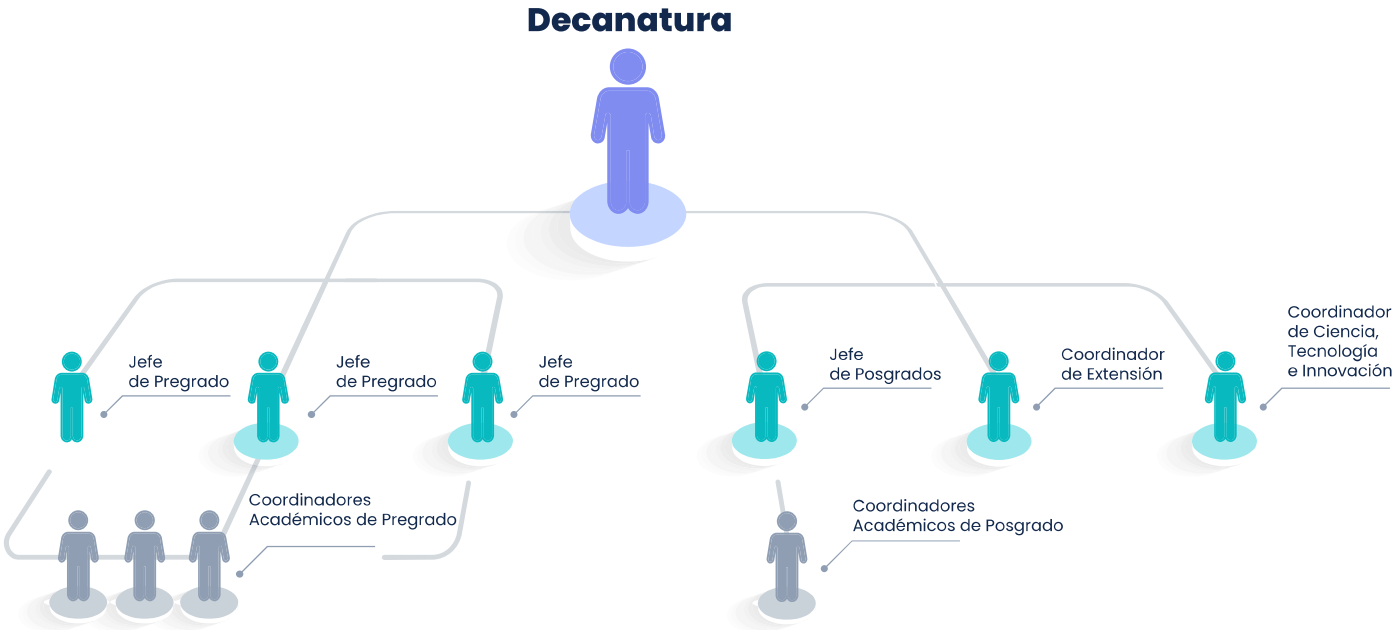 Decanatura
Jefe
de Pregrado
Jefe
de Pregrado
Jefe
de Pregrado
Jefe
de Posgrados
Coordinador
de Extensión
Coordinador
de Ciencia,
Tecnología
e Innovación
Coordinadores
Académicos de Pregrado
Coordinadores
Académicos de Posgrado